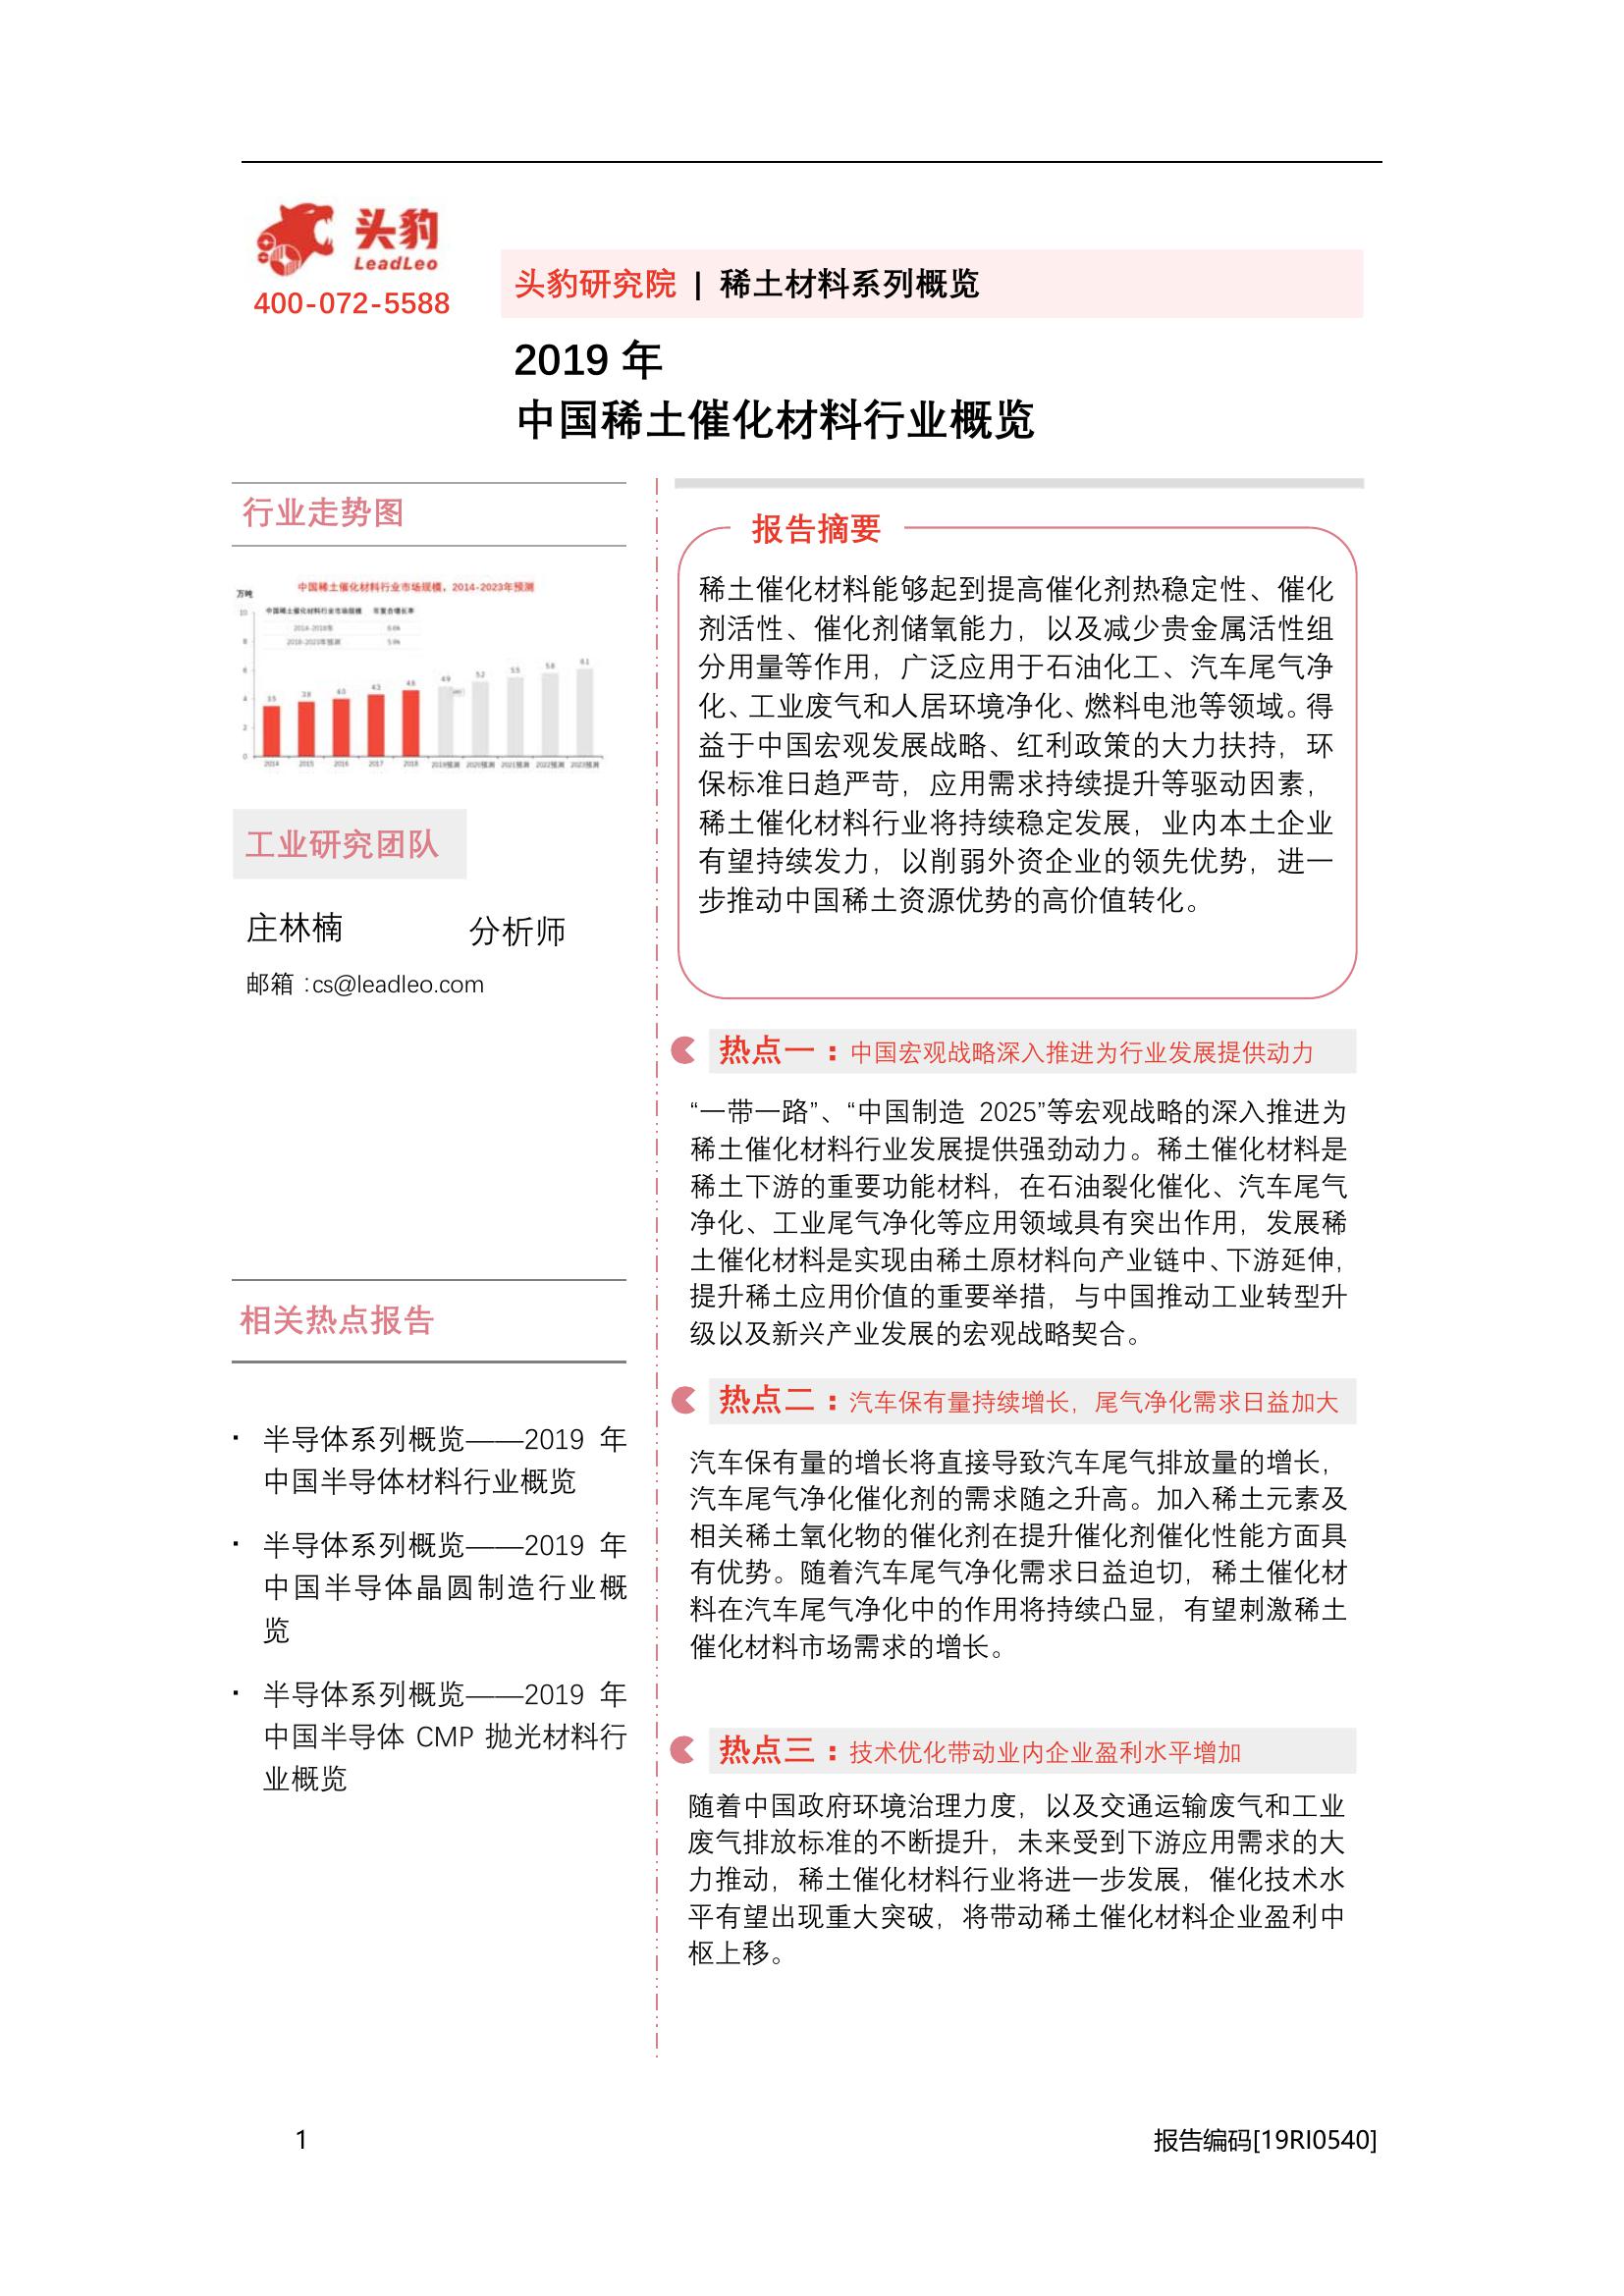 头豹
LeadLeo
400-072-5588
头豹研究院 | 稀土材料系列概览
2019 年
中国稀土催化材料行业概览
行业走势图
中国稀土催化材料行业市场规模，2014-2023年预测
万吨
中国稀土催化材料行业市场规模 年复合增长率
2014-2018年
2018-2023年预测
10
8
6
4
2
0
3.5 3.8 4.0 4.3 4.6 4.9 5.2 5.5 5.8 6.1
2014 2015 2016 2017 2018 2019预测 2020预测 2021预测 2022预测 2023预测
工业研究团队
庄林楠 分析师
邮箱：cs@leadleo.com
相关热点报告
· 半导体系列概览——2019 年
中国半导体材料行业概览
· 半导体系列概览——2019 年
中国半导体晶圆制造行业概
览
· 半导体系列概览——2019 年
中国半导体 CMP 抛光材料行
业概览
报告摘要
稀土催化材料能够起到提高催化剂热稳定性、催化
剂活性、催化剂储氧能力，以及减少贵金属活性组
分用量等作用，广泛应用于石油化工、汽车尾气净
化、工业废气和人居环境净化、燃料电池等领域。得
益于中国宏观发展战略、红利政策的大力扶持，环
保标准日趋严苛，应用需求持续提升等驱动因素，
稀土催化材料行业将持续稳定发展，业内本土企业
有望持续发力，以削弱外资企业的领先优势，进一
步推动中国稀土资源优势的高价值转化。
热点一：中国宏观战略深入推进为行业发展提供动力
“一带一路”、“中国制造 2025”等宏观战略的深入推进为
稀土催化材料行业发展提供强劲动力。稀土催化材料是
稀土下游的重要功能材料，在石油裂化催化、汽车尾气
净化、工业尾气净化等应用领域具有突出作用，发展稀
土催化材料是实现由稀土原材料向产业链中、下游延伸，
提升稀土应用价值的重要举措，与中国推动工业转型升
级以及新兴产业发展的宏观战略契合。
热点二：汽车保有量持续增长，尾气净化需求日益加大
汽车保有量的增长将直接导致汽车尾气排放量的增长，
汽车尾气净化催化剂的需求随之升高。加入稀土元素及
相关稀土氧化物的催化剂在提升催化剂催化性能方面具
有优势。随着汽车尾气净化需求日益迫切，稀土催化材
料在汽车尾气净化中的作用将持续凸显，有望刺激稀土
催化材料市场需求的增长。
热点三：技术优化带动业内企业盈利水平增加
随着中国政府环境治理力度，以及交通运输废气和工业
废气排放标准的不断提升，未来受到下游应用需求的大
力推动，稀土催化材料行业将进一步发展，催化技术水
平有望出现重大突破，将带动稀土催化材料企业盈利中
枢上移。
1
报告编码[19RI0540]